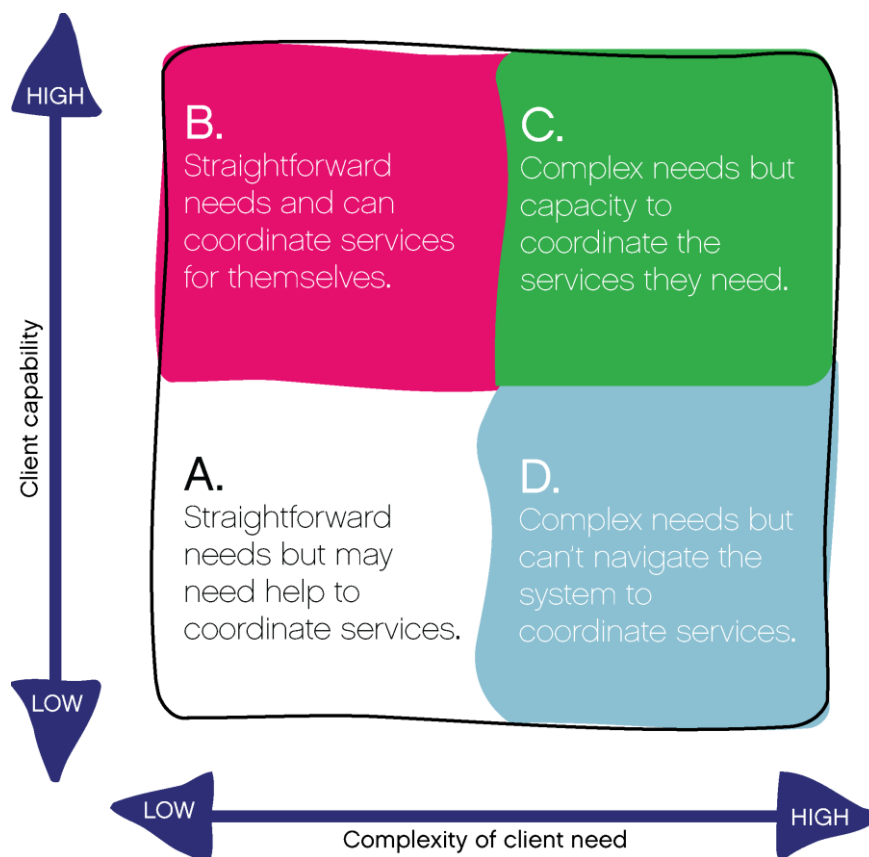 HIGH
B.
Straightforward
needs and can
coordinate services
for themselves.
C.
Complex needs but
capacity to
coordinate the
services they need.
Client capability
A.
Straightforward
needs but may
need help to
coordinate services.
D.
Complex needs but
can't navigate the
system to
coordinate services.
LOW
LOW
HIGH
Complexity of client need